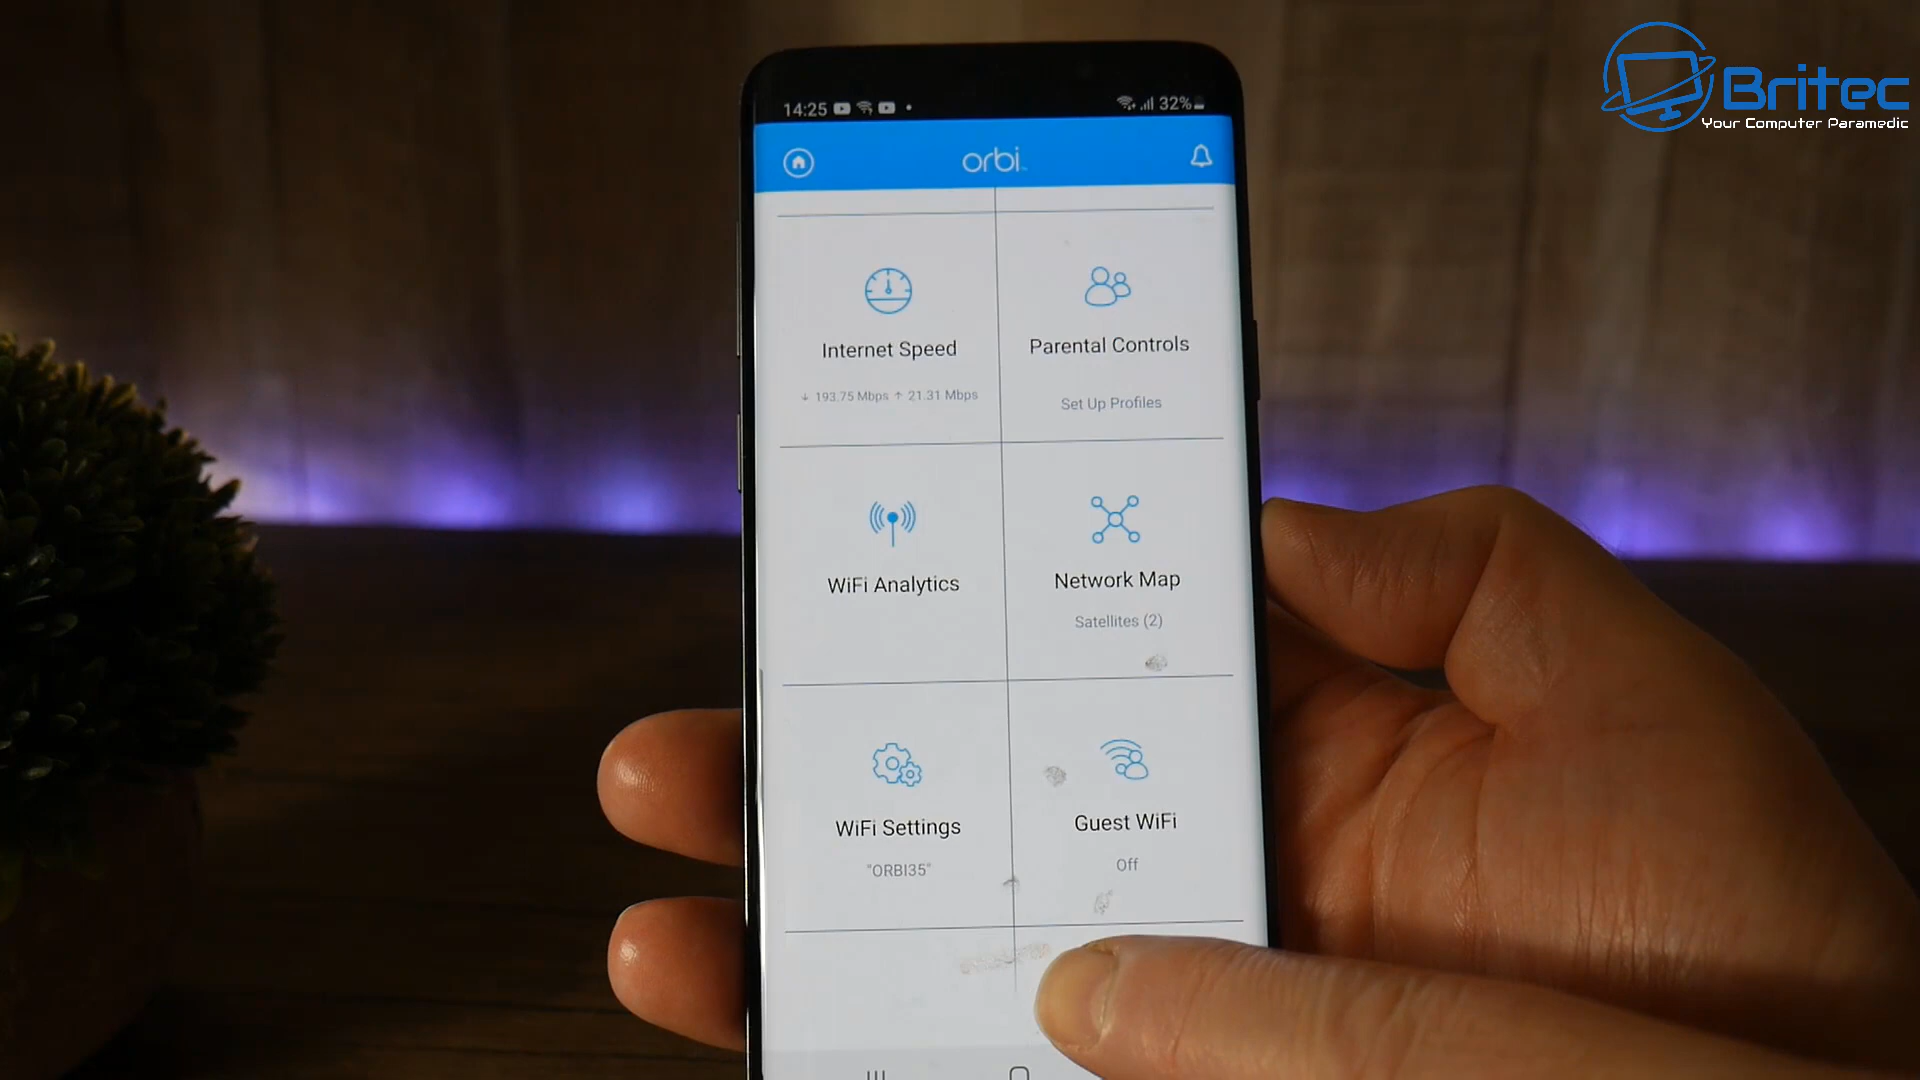 Britec
Your Computer Paramedic
14:25
32%
orbi
Internet Speed
↓ 193.75 Mbps ↑ 21.31 Mbps
Parental Controls
Set Up Profiles
WiFi Analytics
Network Map
Satellites (2)
WiFi Settings
"ORBI35"
Guest WiFi
Off